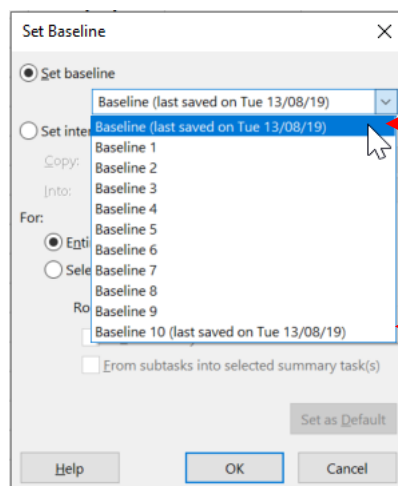 Set Baseline
Set baseline
Baseline (last saved on Tue 13/08/19)
Baseline (last saved on Tue 13/08/19)
Set inter
Baseline 1
Copy:
Baseline 2
Baseline 3
Into:
Baseline 4
For:
Baseline 5
Enti
Baseline 6
Sele
Baseline 7
Baseline 8
Ro
Baseline 9
Baseline 10 (last saved on Tue 13/08/19)
From subtasks into selected summary task(s)
Set as Default
Help
OK
Cancel